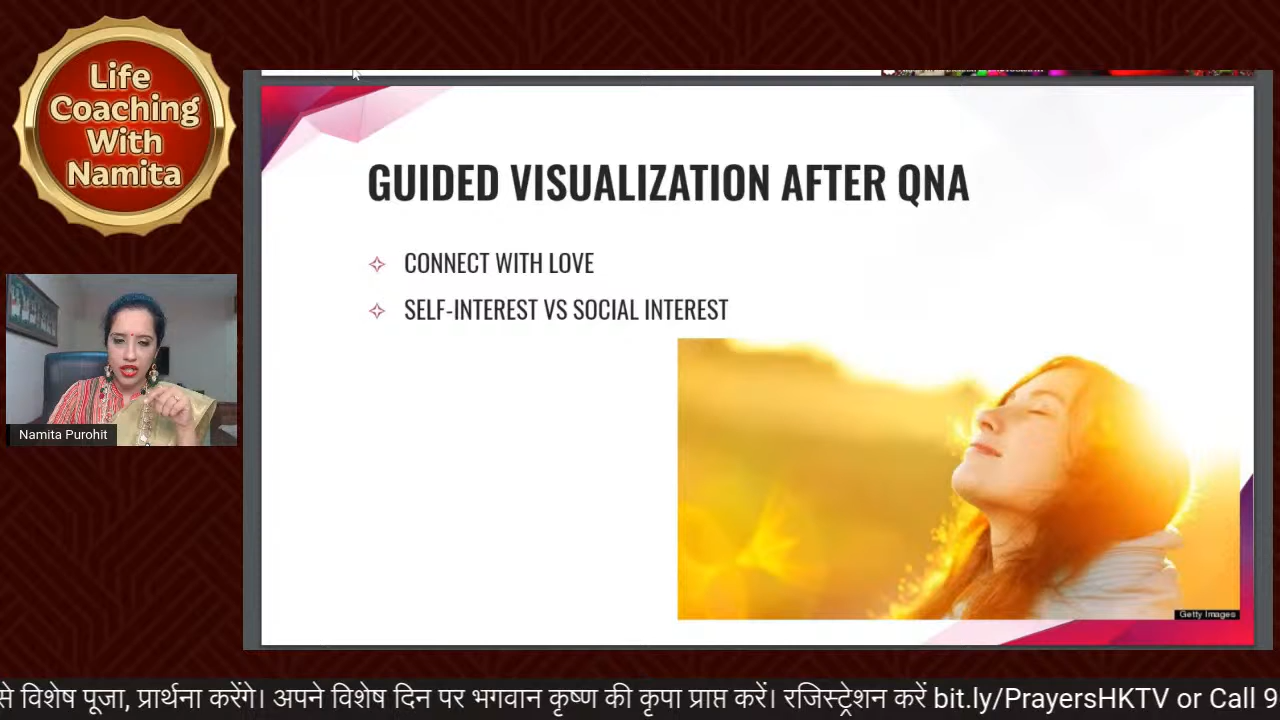 Life
Coaching
With
Namita
GUIDED VISUALIZATION AFTER QNA
CONNECT WITH LOVE
SELF-INTEREST VS SOCIAL INTEREST
Namita Purohit
Getty Images
से विशेष पूजा, प्रार्थना करेंगे। अपने विशेष दिन पर भगवान कृष्ण की कृपा प्राप्त करें। रजिस्ट्रेशन करें bit.ly/PrayersHKTV or Call 9